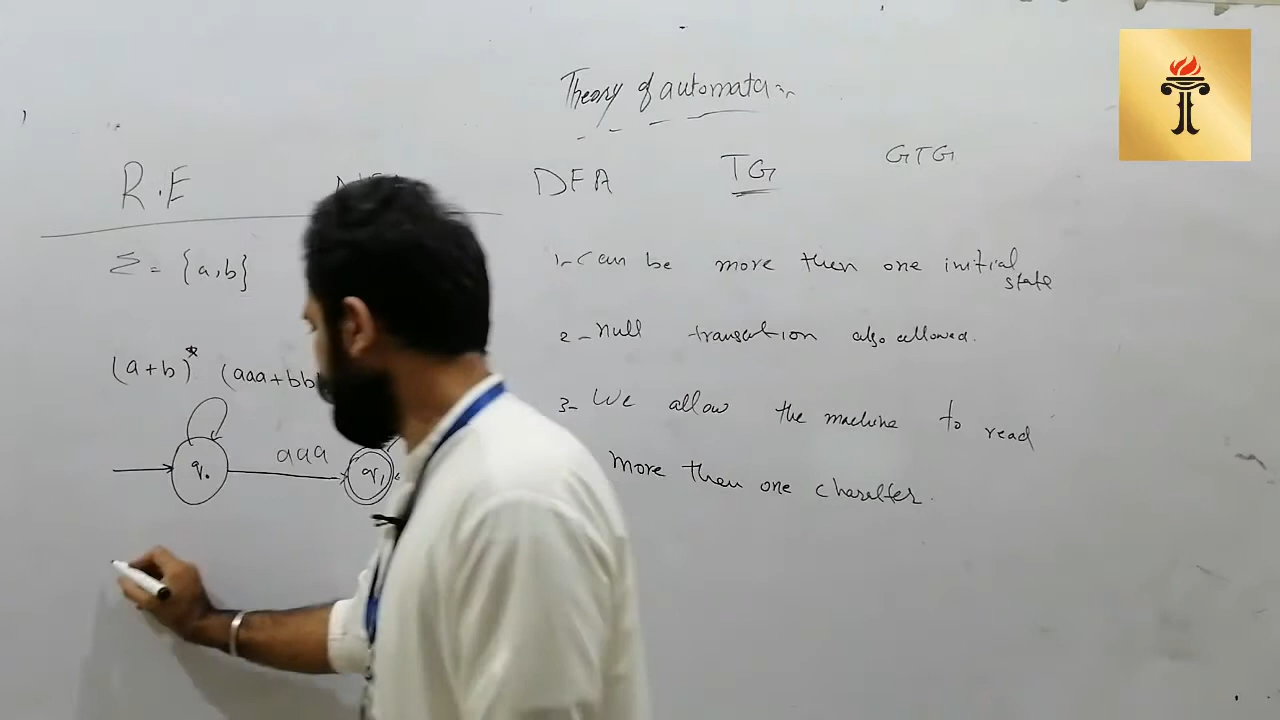 Theory of automata
R.E DFA TG GTG
Σ = {a,b}
1- Can be more then one initial
state
2- Null transation also allowed.
(a+b)* (aaa+bb
3- We allow the machine to read
more then one
aaa
q0 q1